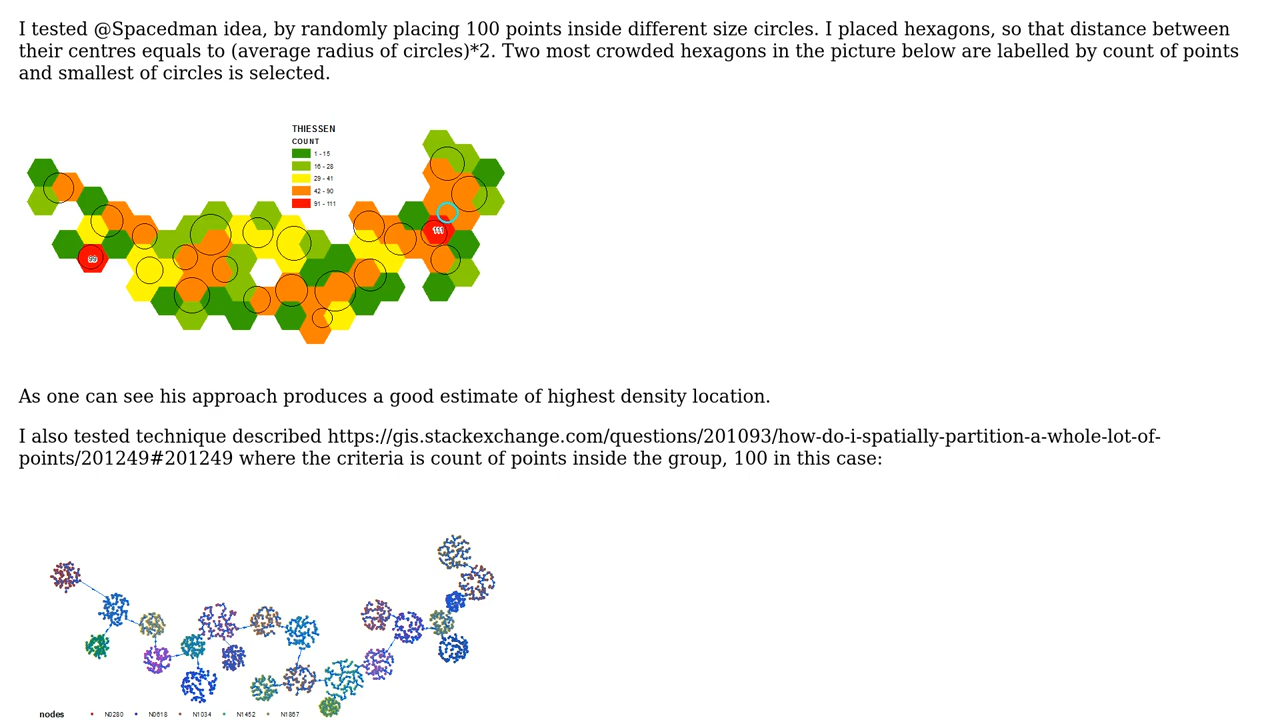 I tested @Spacedman idea, by randomly placing 100 points inside different size circles. I placed hexagons, so that distance between
their centres equals to (average radius of circles)*2. Two most crowded hexagons in the picture below are labelled by count of points
and smallest of circles is selected.
THIESSEN
COUNT
1 - 15
16 - 28
29 - 41
42 - 90
91 - 111
111
99
As one can see his approach produces a good estimate of highest density location.
I also tested technique described https://gis.stackexchange.com/questions/201093/how-do-i-spatially-partition-a-whole-lot-of-
points/201249#201249 where the criteria is count of points inside the group, 100 in this case:
nodes N0280 N0618 N1034 N1452 N1867